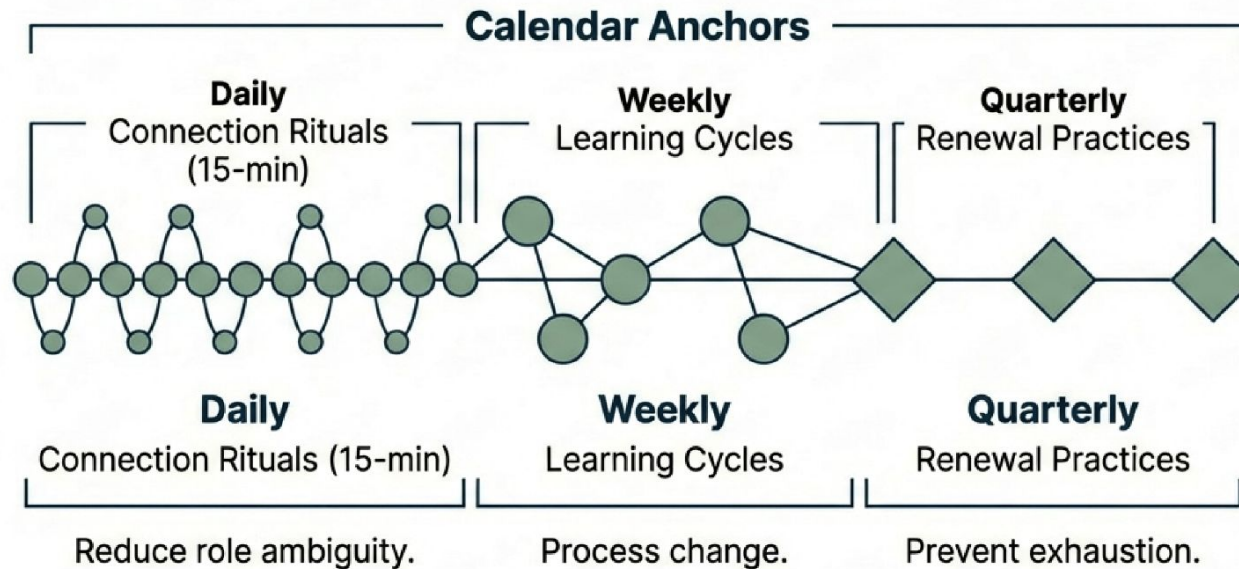 Calendar Anchors
Daily
Connection Rituals
(15-min)
Weekly
Learning Cycles
Quarterly
Renewal Practices
Daily
Connection Rituals (15-min)
Weekly
Learning Cycles
Quarterly
Renewal Practices
Reduce role ambiguity.
Process change.
Prevent exhaustion.